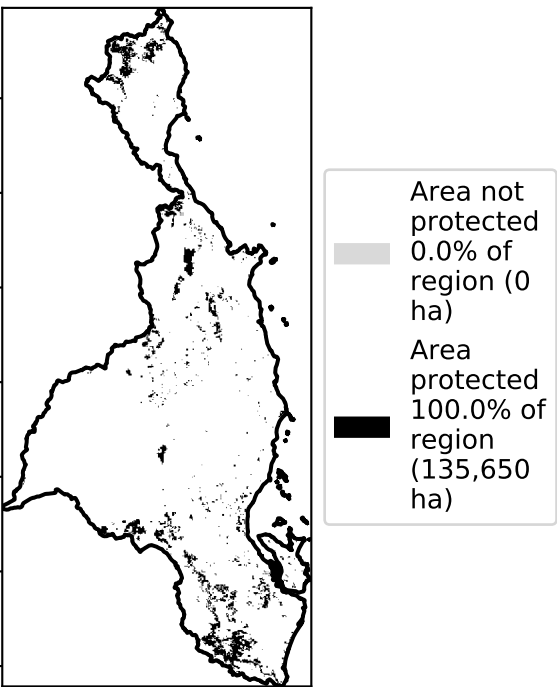 Area not
protected
0.0% of
region (0
ha)
Area
protected
100.0% of
region
(135,650
ha)